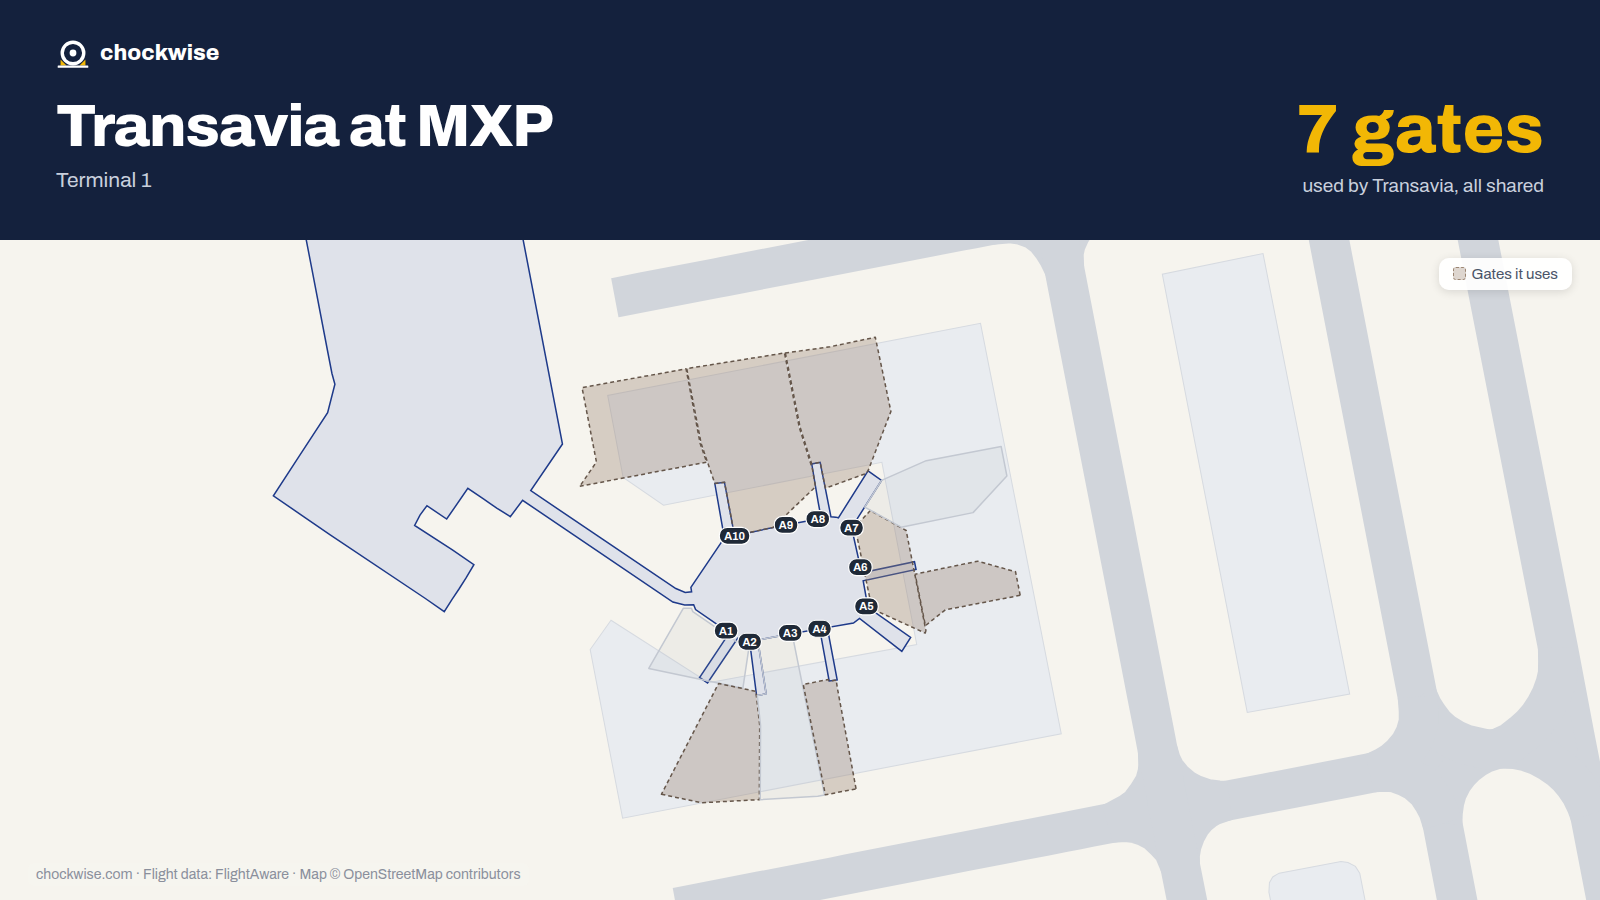 chockwise
Transavia at MXP
Terminal 1
7 gates
used by Transavia, all shared
Gates it uses
A10
A9
A8
A7
A6
A5
A1
A2
A3
A4
chockwise.com · Flight data: FlightAware · Map © OpenStreetMap contributors